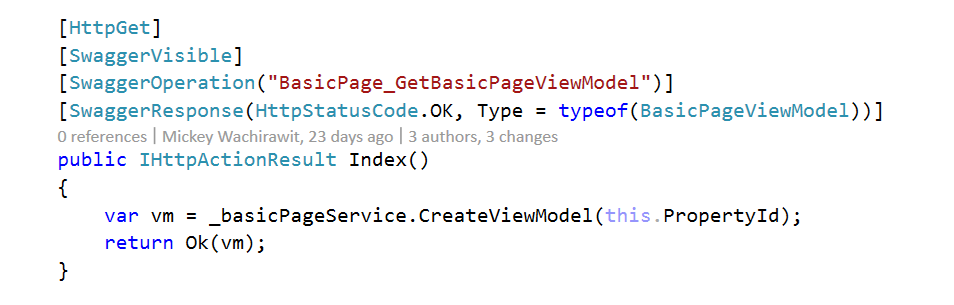 [HttpGet]
[SwaggerVisible]
[SwaggerOperation("BasicPage_GetBasicPageViewModel")]
[SwaggerResponse(HttpStatusCode.OK, Type = typeof(BasicPageViewModel))]
0 references | Mickey Wachirawit, 23 days ago | 3 authors, 3 changes
public IHttpActionResult Index()
{
    var vm = _basicPageService.CreateViewModel(this.PropertyId);
    return Ok(vm);
}